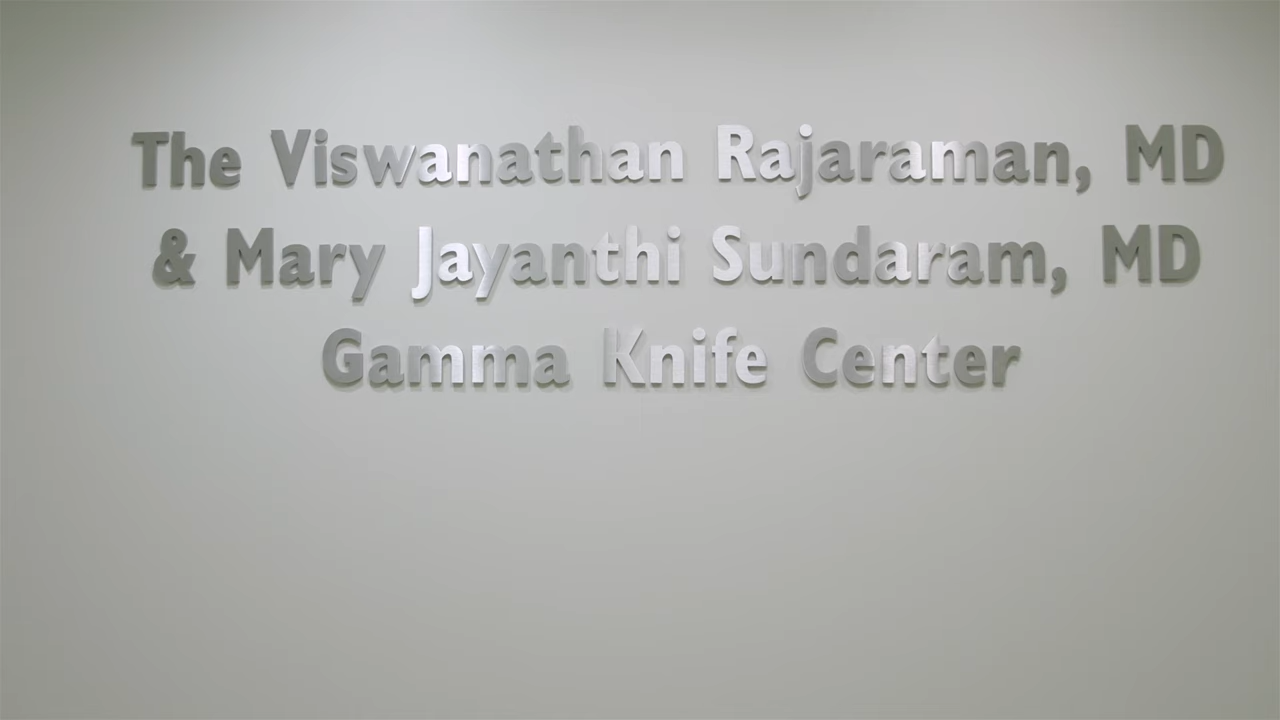 The Viswanathan Rajaraman, MD
& Mary Jayanthi Sundaram, MD
Gamma Knife Center